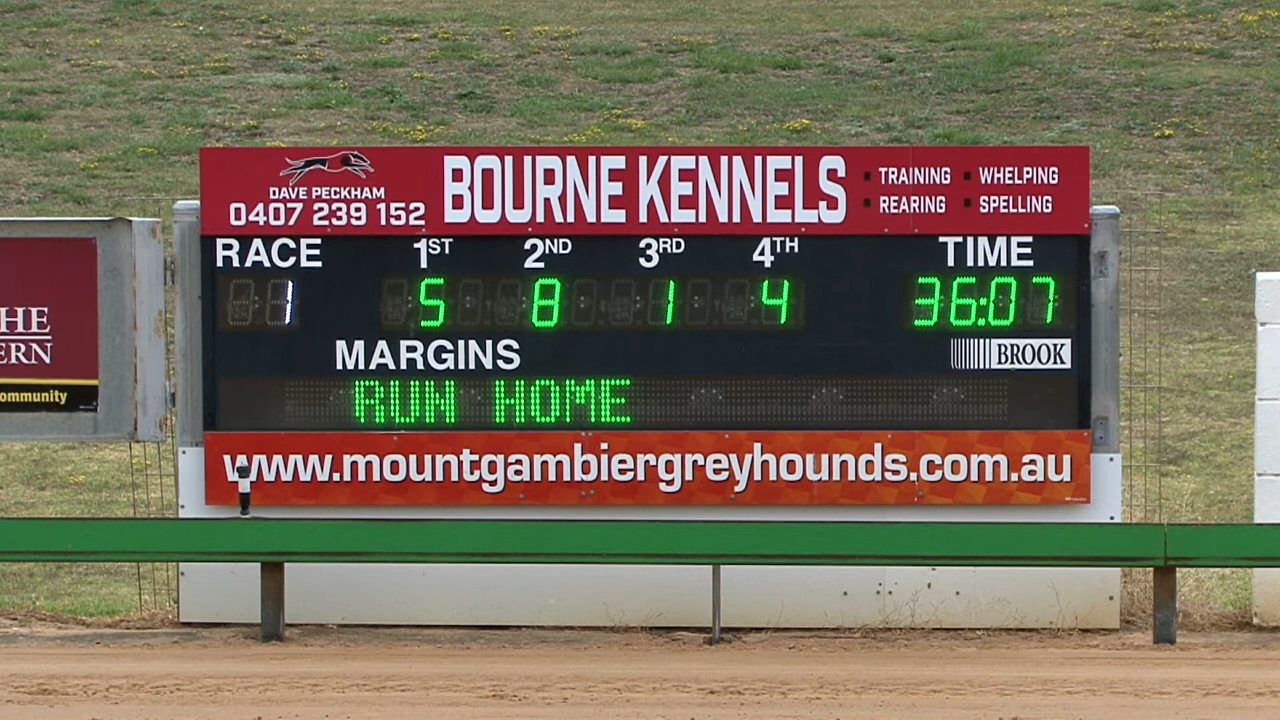 DAVE PECKHAM
0407 239 152
BOURNE KENNELS
TRAINING
WHELPING
REARING
SPELLING
RACE 1ST 2ND 3RD 4TH TIME
1 5 8 1 4 36:07
MARGINS
BROOK
RUN HOME
www.mountgambiergreyhounds.com.au
HE
ERN
ommunity